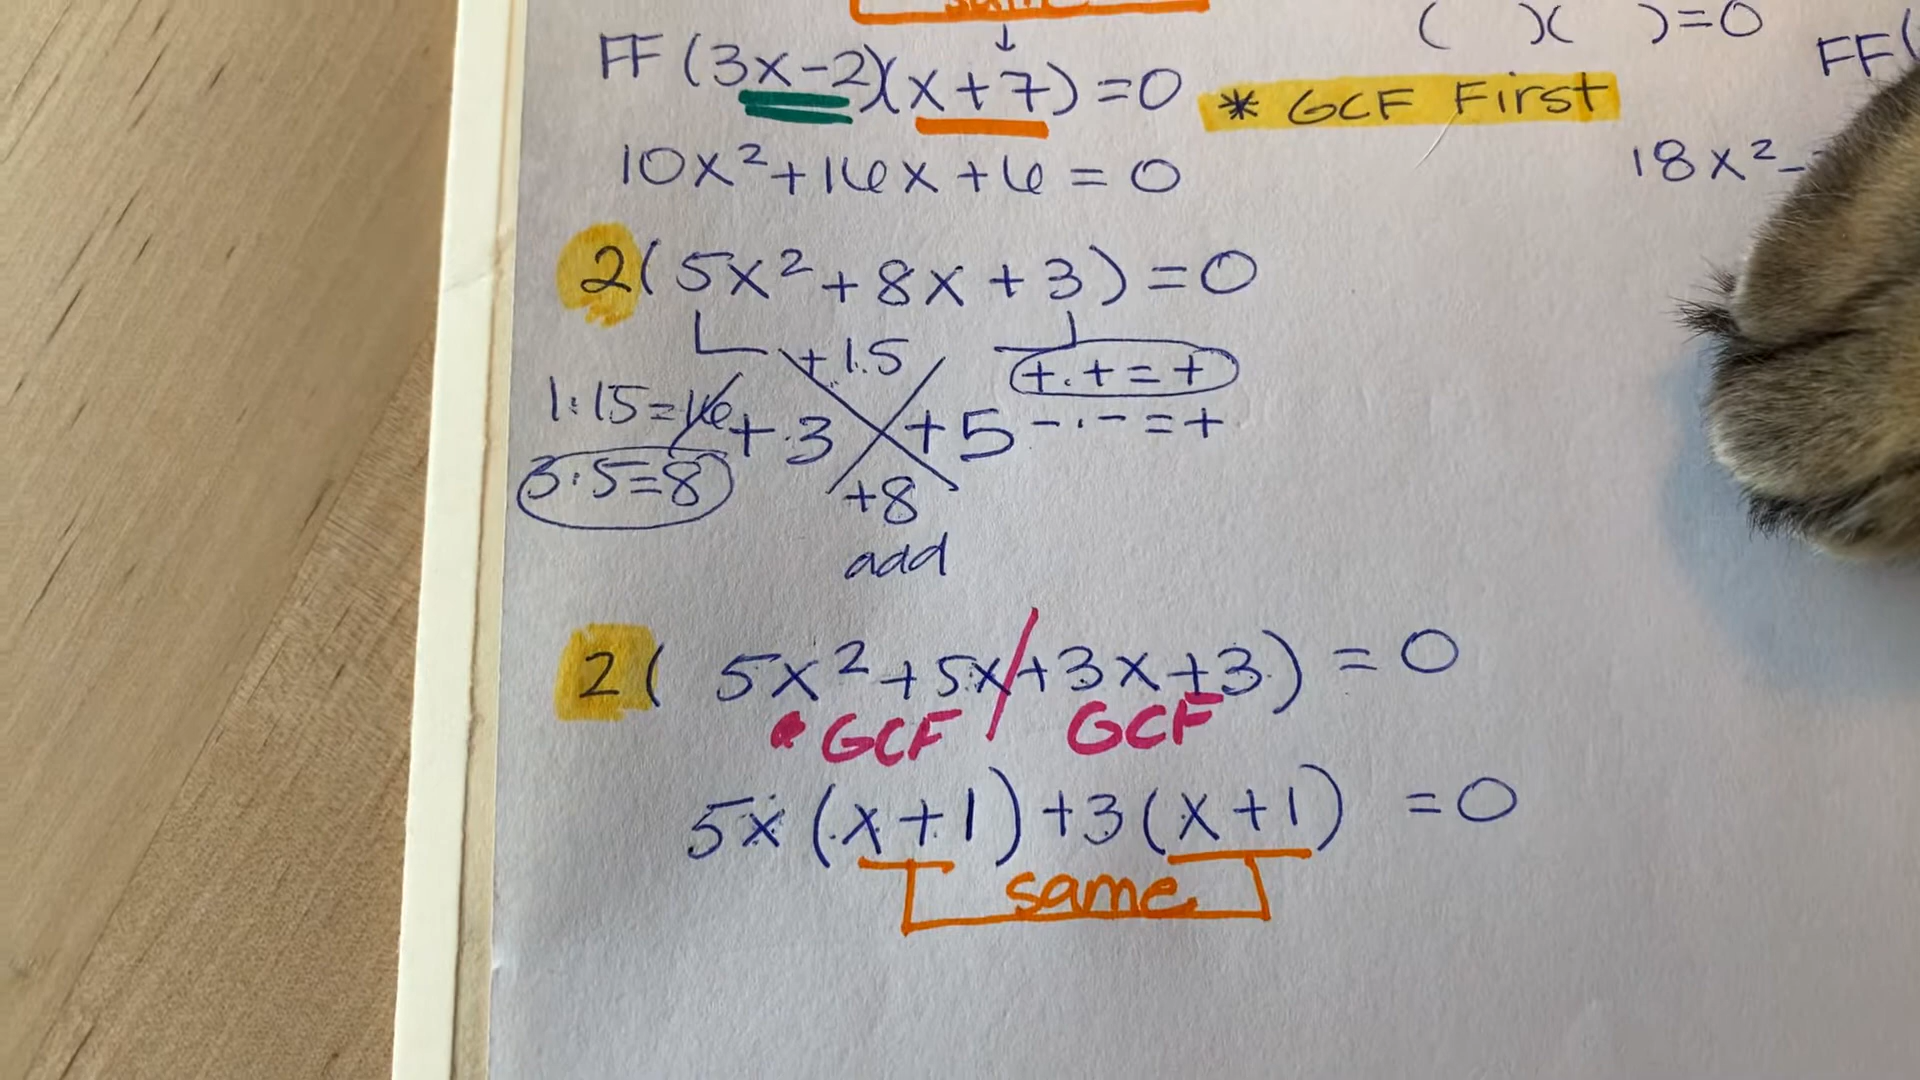 FF (3x-2)(x+7)=0
( )( )=0
FF(
* GCF First
10x²+16x+6=0
18x²-
2(5x²+8x+3)=0
+15
+·+=+
1·15=16
+3
+5
-·-=+
3·5=8
+8
add
2( 5x²+5x/+3x+3)=0
GCF
GCF
5x(x+1)+3(x+1) =0
same